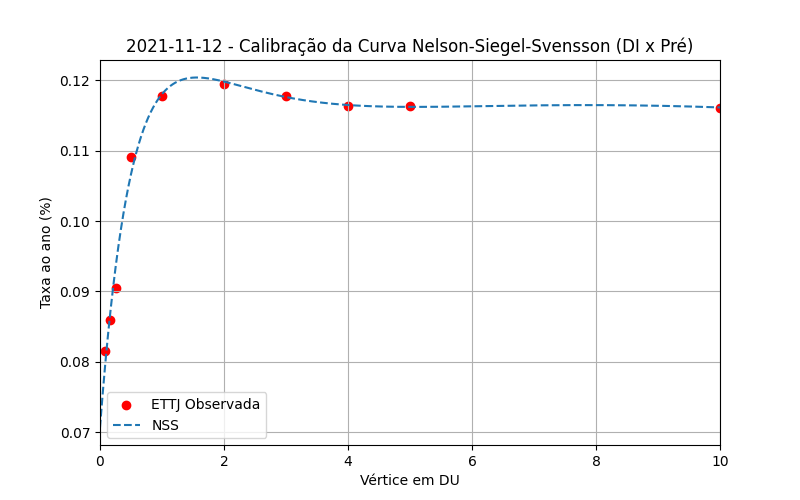 2021-11-12 - Calibração da Curva Nelson-Siegel-Svensson (DI x Pré)
Taxa ao ano (%)
0.12
0.11
0.10
0.09
0.08
0.07
ETTJ Observada
NSS
0 2 4 6 8 10
Vértice em DU